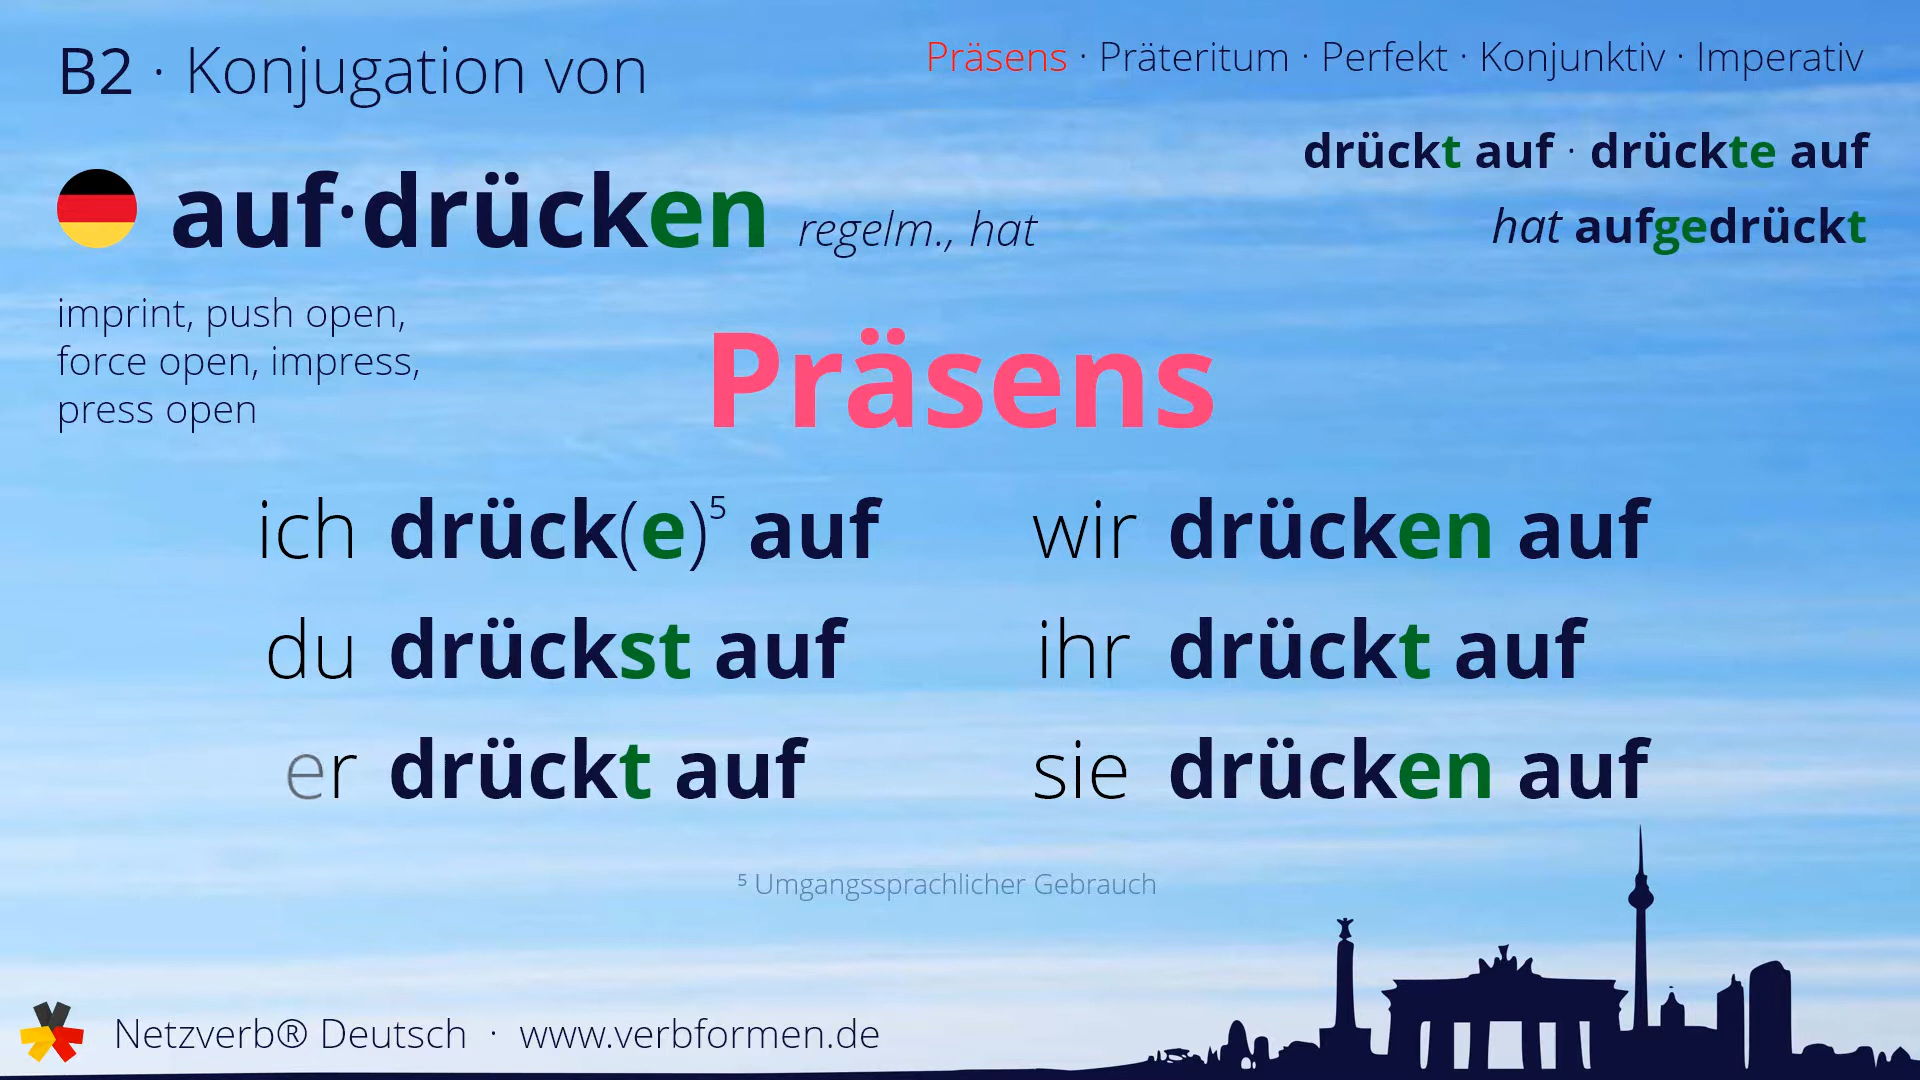 B2 · Konjugation von
Präsens · Präteritum · Perfekt · Konjunktiv · Imperativ
auf·drücken regelm., hat
drückt auf · drückte auf
hat aufgedrückt
imprint, push open,
force open, impress,
press open
Präsens
ich drück(e)⁵ auf
du drückst auf
er drückt auf
wir drücken auf
ihr drückt auf
sie drücken auf
⁵ Umgangssprachlicher Gebrauch
Netzverb® Deutsch · www.verbformen.de